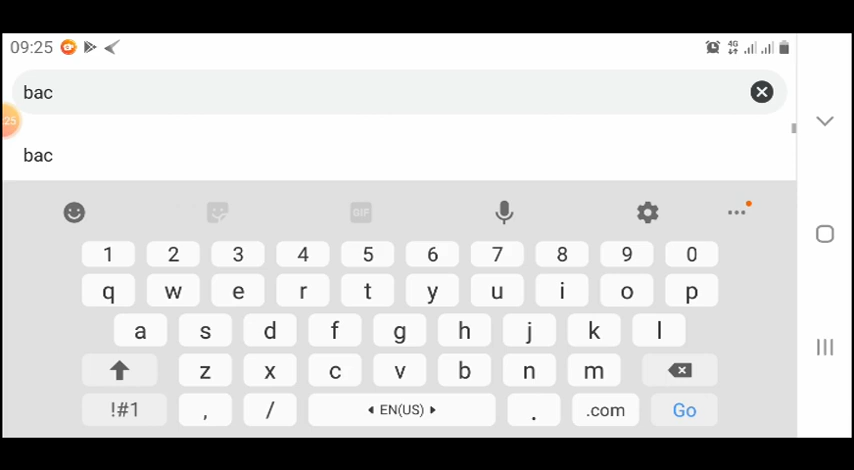 09:25
4G
bac
:25
bac
GIF
1 2 3 4 5 6 7 8 9 0
q w e r t y u i o p
a s d f g h j k l
z x c v b n m
!#1 , / EN(US) . .com Go